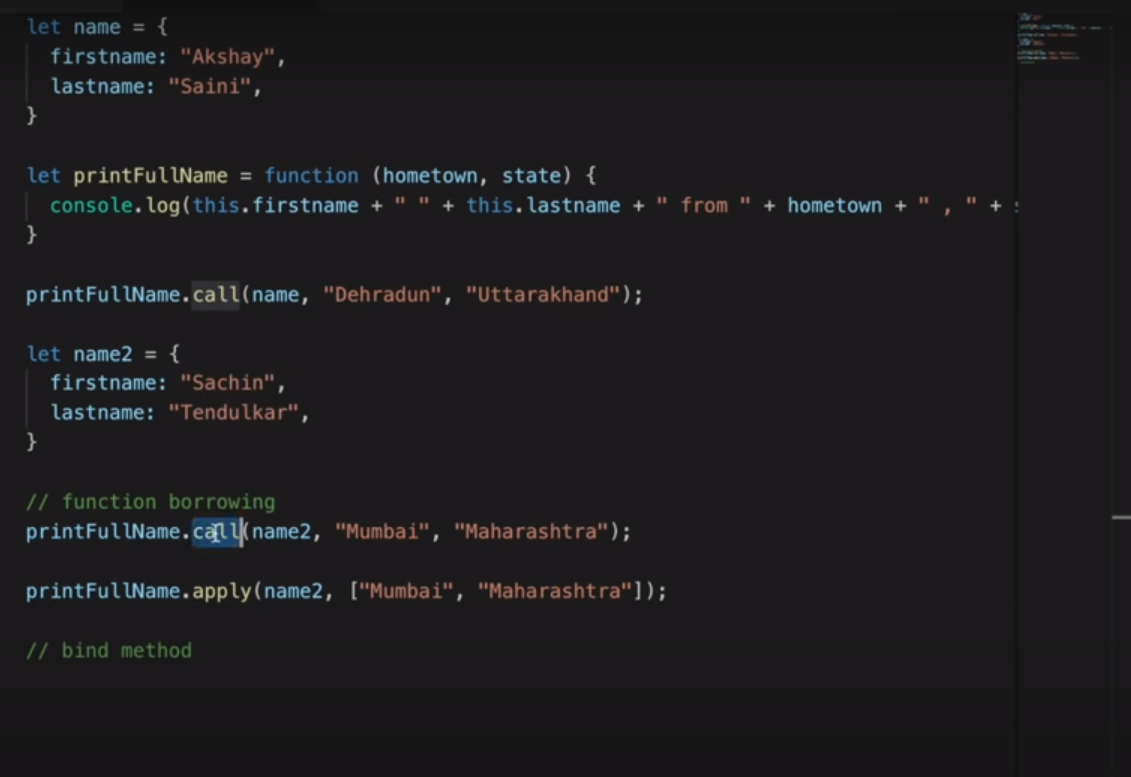 let name = {
  firstname: "Akshay",
  lastname: "Saini",
}
let printFullName = function (hometown, state) {
  console.log(this.firstname + " " + this.lastname + " from " + hometown + " , " +
}
printFullName.call(name, "Dehradun", "Uttarakhand");
let name2 = {
  firstname: "Sachin",
  lastname: "Tendulkar",
}
// function borrowing
printFullName.call(name2, "Mumbai", "Maharashtra");
printFullName.apply(name2, ["Mumbai", "Maharashtra"]);
// bind method